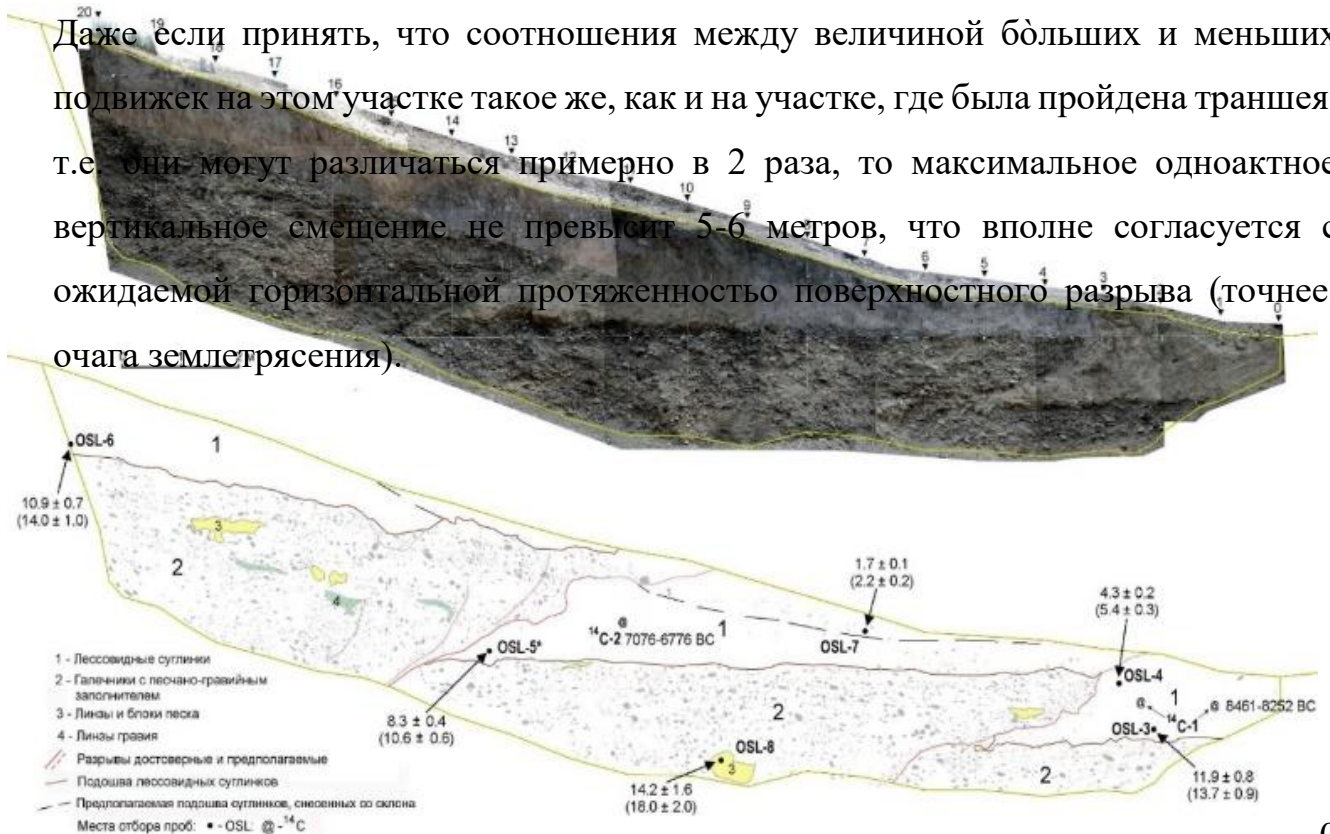 Даже если принять, что соотношения между величиной бо̀льших и меньших
подвижек на этом участке такое же, как и на участке, где была пройдена траншея
т.е. они могут различаться примерно в 2 раза, то максимальное одноактное
вертикальное смещение не превысит 5-6 метров, что вполне согласуется с
ожидаемой горизонтальной протяженностью поверхностного разрыва (точнее
очага землетрясения).
20
19
18
17
16
14
13
12
10
9
7
6
5
4
3
0
OSL-6
1
10.9 ± 0.7
(14.0 ± 1.0)
3
2
4
1.7 ± 0.1
(2.2 ± 0.2)
4.3 ± 0.2
(5.4 ± 0.3)
@
14C-2 7076-6776 BC
1
OSL-7
OSL-5*
OSL-4
1
@
@ 8461-8252 BC
14C-1
OSL-3
8.3 ± 0.4
(10.6 ± 0.6)
2
OSL-8
3
2
14.2 ± 1.6
(18.0 ± 2.0)
11.9 ± 0.8
(13.7 ± 0.9)
1 - Лессовидные суглинки
2 - Галечники с песчано-гравийным
заполнителем
3 - Линзы и блоки песка
4 - Линзы гравия
Разрывы достоверные и предполагаемые
Подошва лессовидных суглинков
Предполагаемая подошва суглинков, снесенных со склона
Места отбора проб: • - OSL: @ - 14C